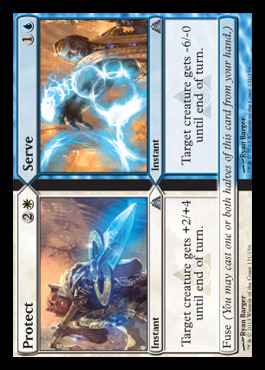 Protect 2
Instant
Target creature gets +2/+4
until end of turn.
Ryan Barger
Serve 1
Instant
Target creature gets -6/-0
until end of turn.
Ryan Barger
Fuse (You may cast one or both halves of this card from your hand.)